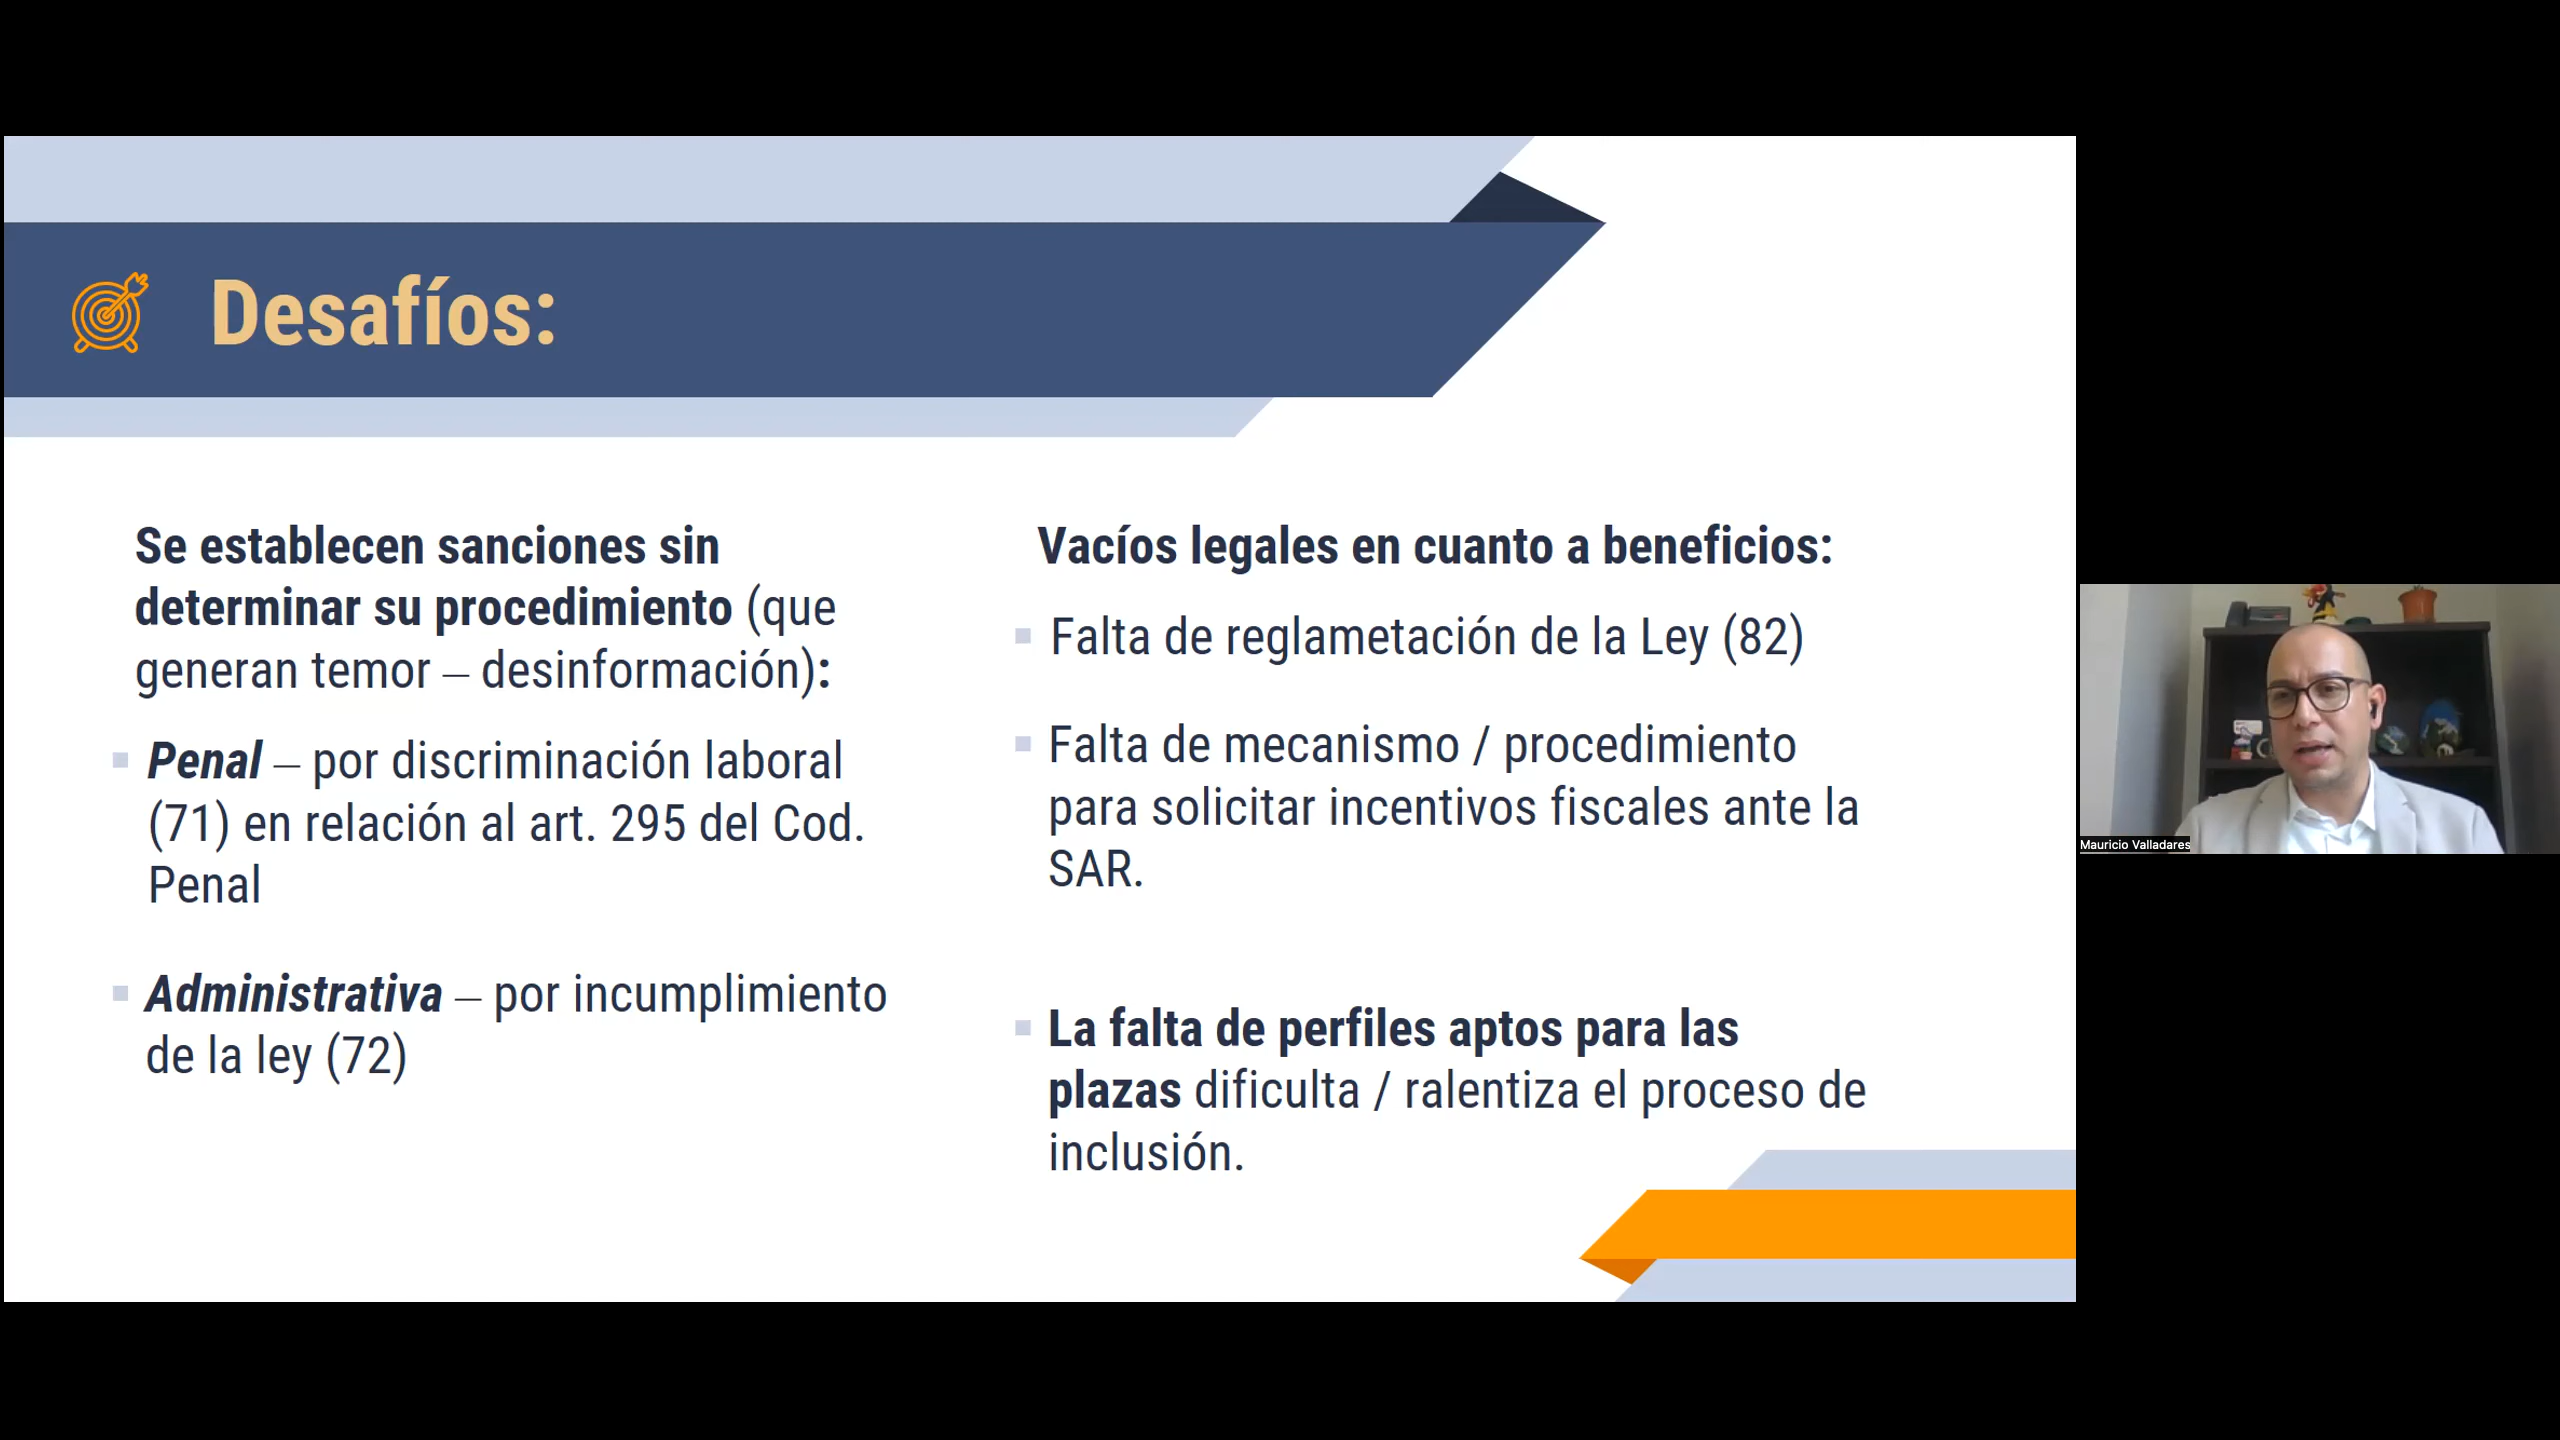 Desafíos:
Se establecen sanciones sin
determinar su procedimiento (que
generan temor – desinformación):
Penal – por discriminación laboral
(71) en relación al art. 295 del Cod.
Penal
Administrativa – por incumplimiento
de la ley (72)
Vacíos legales en cuanto a beneficios:
Falta de reglametación de la Ley (82)
Falta de mecanismo / procedimiento
para solicitar incentivos fiscales ante la
SAR.
La falta de perfiles aptos para las
plazas dificulta / ralentiza el proceso de
inclusión.
Mauricio Valladares